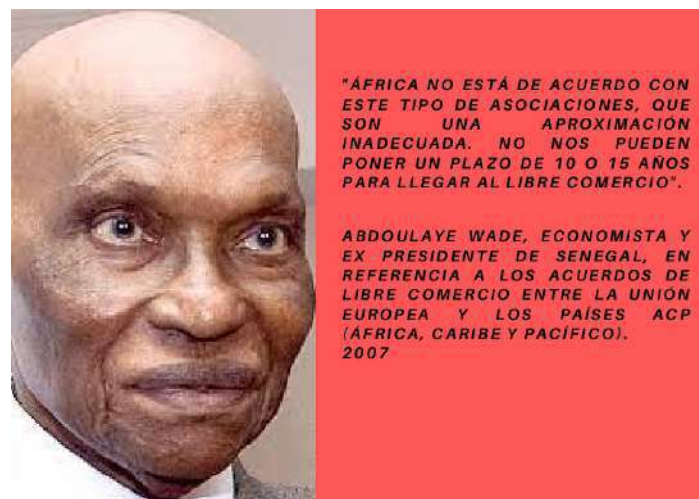 "ÁFRICA NO ESTÁ DE ACUERDO CON
ESTE TIPO DE ASOCIACIONES, QUE
SON UNA APROXIMACIÓN
INADECUADA. NO NOS PUEDEN
PONER UN PLAZO DE 10 O 15 AÑOS
PARA LLEGAR AL LIBRE COMERCIO".
ABDOULAYE WADE, ECONOMISTA Y
EX PRESIDENTE DE SENEGAL, EN
REFERENCIA A LOS ACUERDOS DE
LIBRE COMERCIO ENTRE LA UNIÓN
EUROPEA Y LOS PAÍSES ACP
(ÁFRICA, CARIBE Y PACÍFICO).
2007